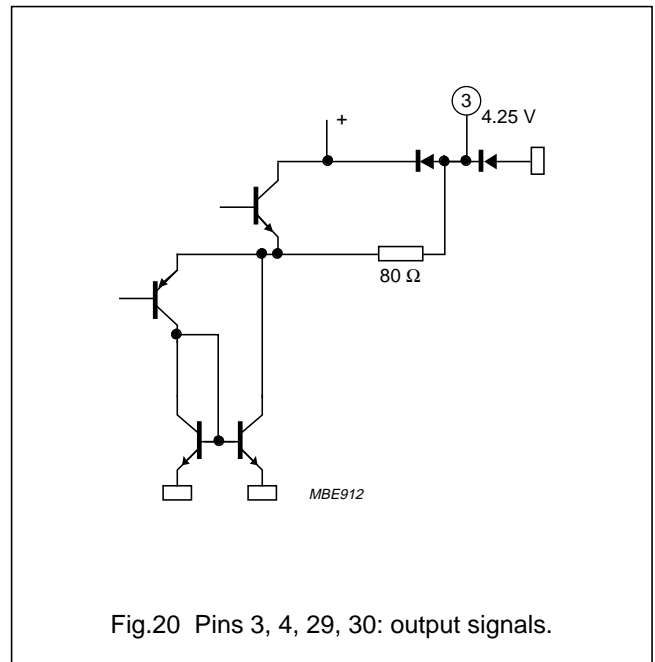 3
4.25 V
+
80 Ω
MBE912
Fig.20 Pins 3, 4, 29, 30: output signals.